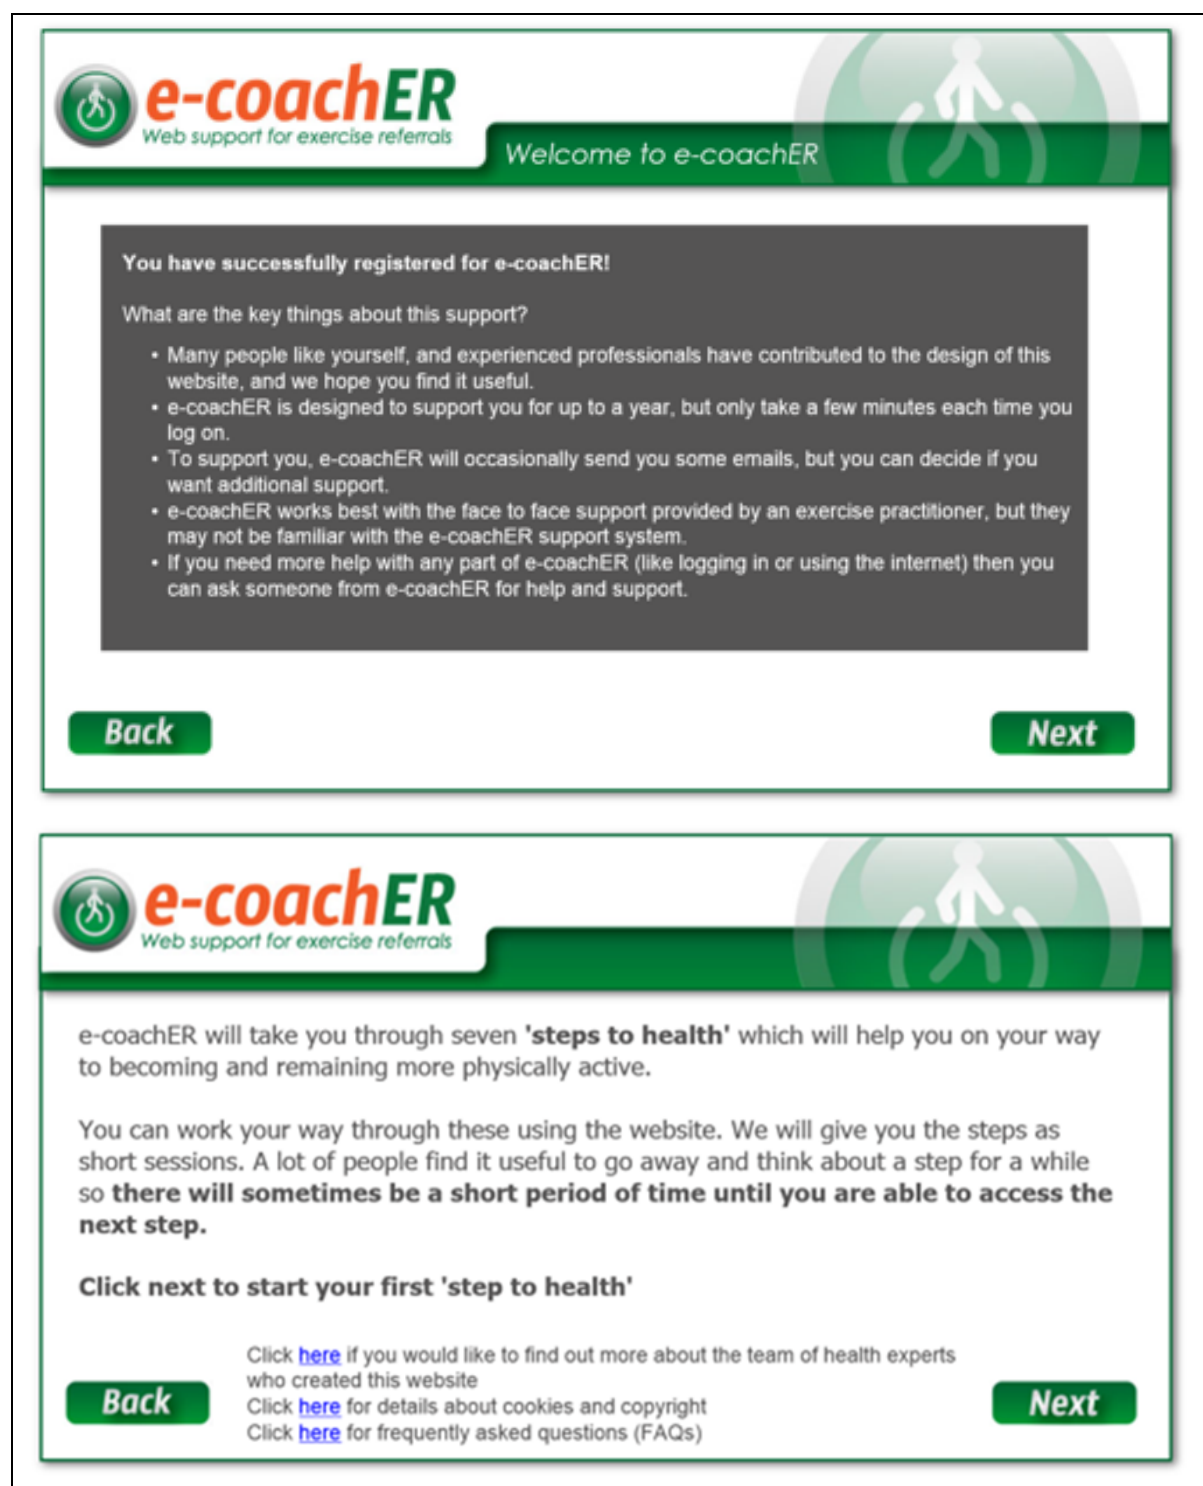 e-coachER
Web support for exercise referrals
Welcome to e-coachER
You have successfully registered for e-coachER!
What are the key things about this support?
• Many people like yourself, and experienced professionals have contributed to the design of this
website, and we hope you find it useful.
• e-coachER is designed to support you for up to a year, but only take a few minutes each time you
log on.
• To support you, e-coachER will occasionally send you some emails, but you can decide if you
want additional support.
• e-coachER works best with the face to face support provided by an exercise practitioner, but they
may not be familiar with the e-coachER support system.
• If you need more help with any part of e-coachER (like logging in or using the internet) then you
can ask someone from e-coachER for help and support.
Back
Next
e-coachER
Web support for exercise referrals
e-coachER will take you through seven 'steps to health' which will help you on your way
to becoming and remaining more physically active.
You can work your way through these using the website. We will give you the steps as
short sessions. A lot of people find it useful to go away and think about a step for a while
so there will sometimes be a short period of time until you are able to access the
next step.
Click next to start your first 'step to health'
Click here if you would like to find out more about the team of health experts
who created this website
Click here for details about cookies and copyright
Click here for frequently asked questions (FAQs)
Back
Next